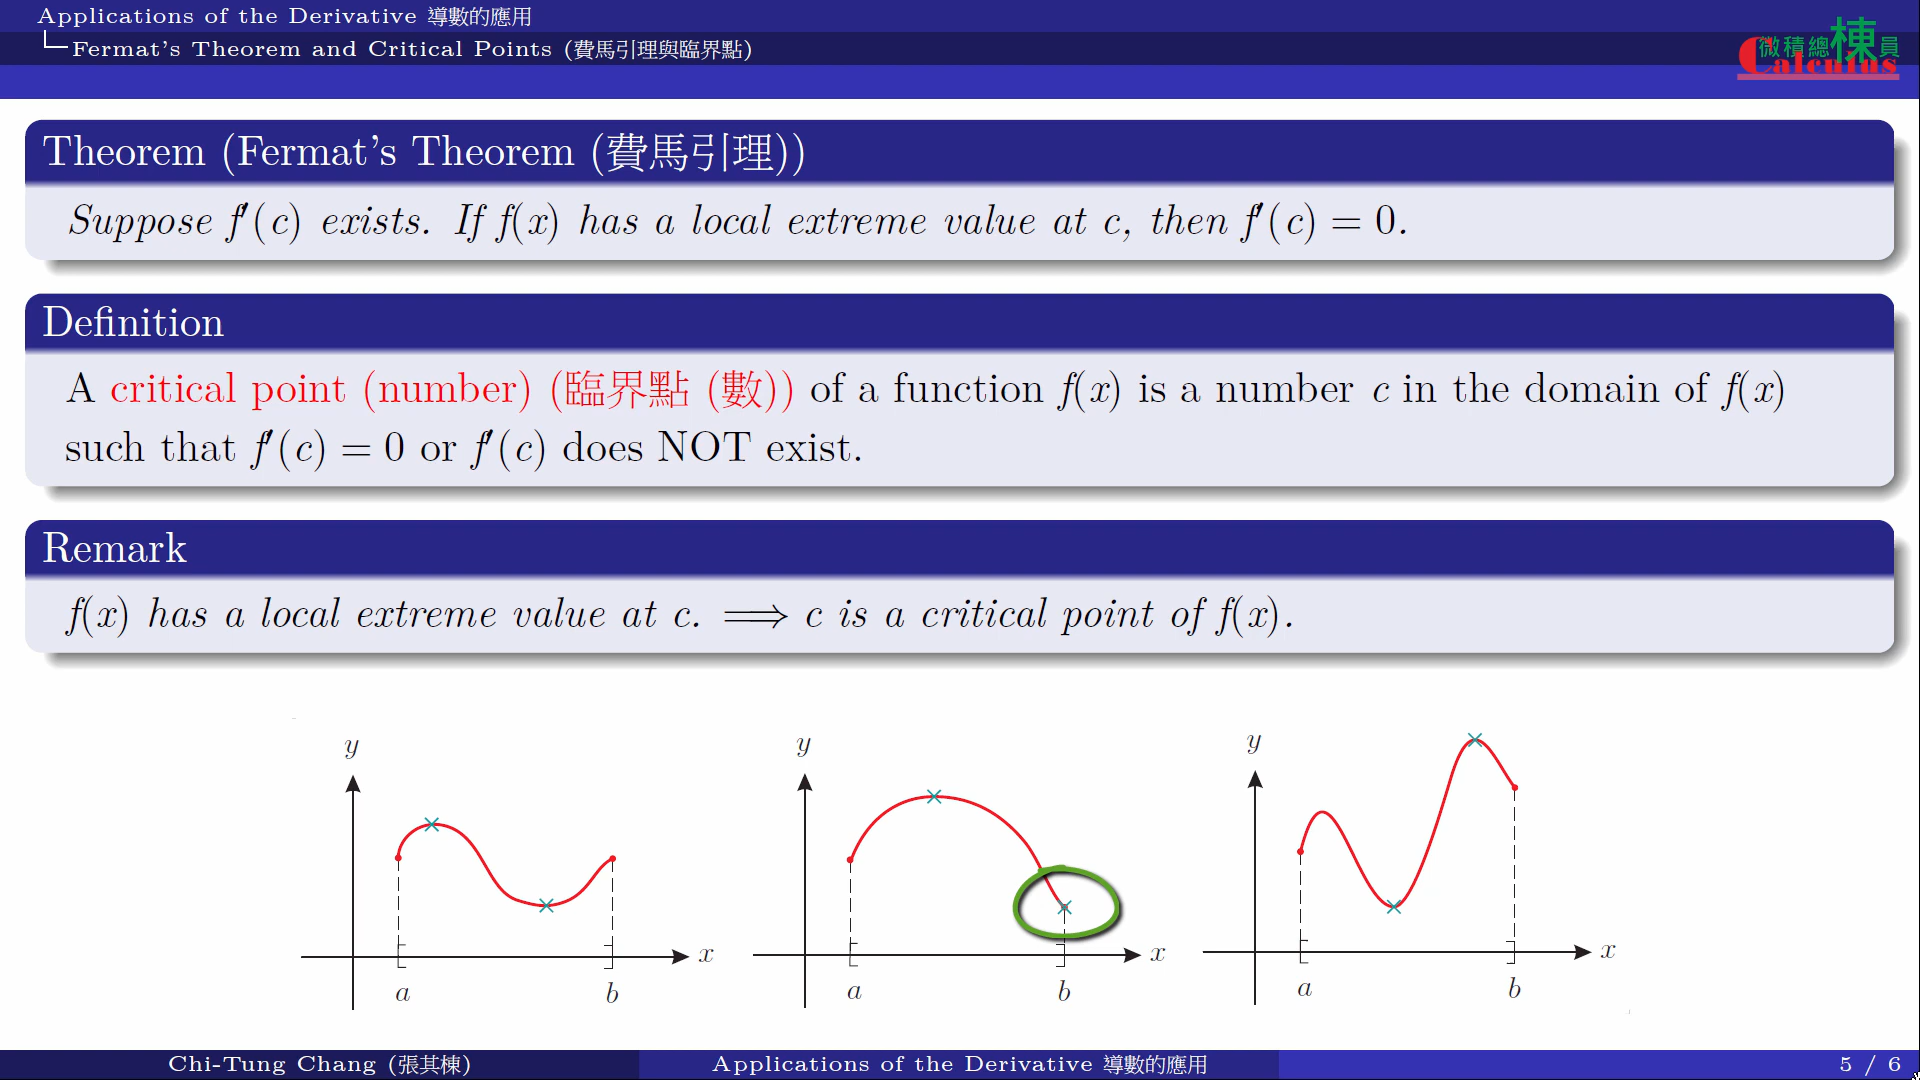 Applications of the Derivative 導數的應用
Fermat's Theorem and Critical Points (費馬引理與臨界點)
微積總棟員
Calculus
Theorem (Fermat's Theorem (費馬引理))
Suppose f′(c) exists. If f(x) has a local extreme value at c, then f′(c) = 0.
Definition
A critical point (number) (臨界點 (數)) of a function f(x) is a number c in the domain of f(x)
such that f′(c) = 0 or f′(c) does NOT exist.
Remark
f(x) has a local extreme value at c. ⟹ c is a critical point of f(x).
y
x
a
b
y
x
a
b
y
x
a
b
Chi-Tung Chang (張其棟)
Applications of the Derivative 導數的應用
5 / 6